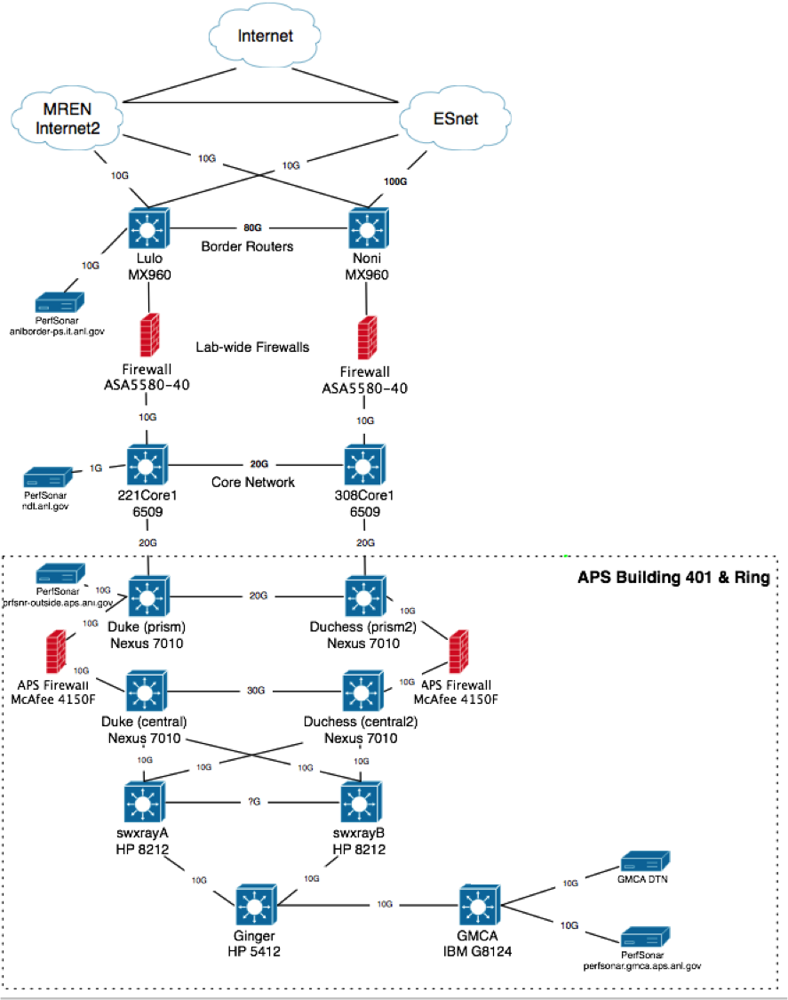 Internet
MREN
Internet2
ESnet
10G
10G
10G
100G
80G
Border Routers
Lulo
MX960
Noni
MX960
10G
PerfSonar
anlborder-ps.it.anl.gov
Lab-wide Firewalls
Firewall
ASA5580-40
Firewall
ASA5580-40
10G
10G
1G
20G
Core Network
PerfSonar
ndt.anl.gov
221Core1
6509
308Core1
6509
20G
20G
APS Building 401 & Ring
PerfSonar
prfsnr-outside.aps.anl.gov
10G
20G
10G
10G
Duke (prism)
Nexus 7010
Duchess (prism2)
Nexus 7010
10G
30G
10G
APS Firewall
McAfee 4150F
APS Firewall
McAfee 4150F
Duke (central)
Nexus 7010
Duchess (central2)
Nexus 7010
10G
10G
10G
10G
?G
swxrayA
HP 8212
swxrayB
HP 8212
10G
10G
10G
10G
10G
GMCA DTN
Ginger
HP 5412
GMCA
IBM G8124
PerfSonar
perfsonar.gmca.aps.anl.gov